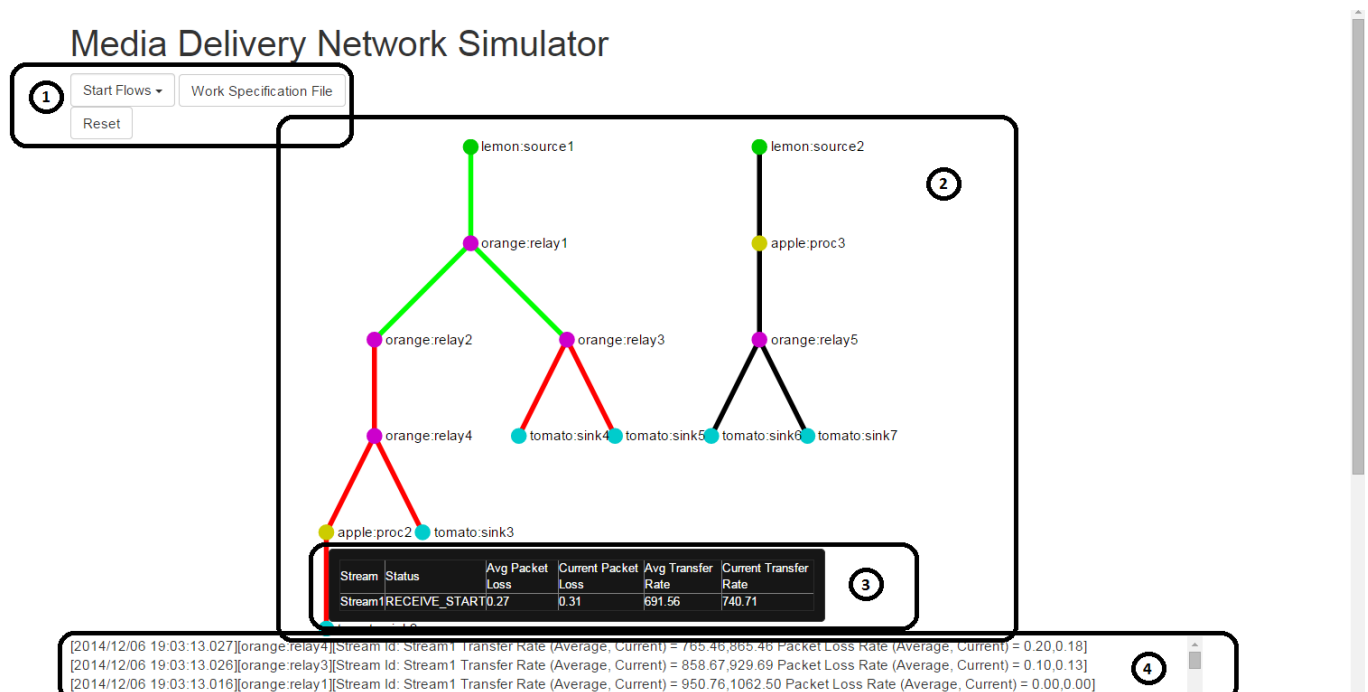 Media Delivery Network Simulator
1
Start Flows
Work Specification File
Reset
lemon:source1
lemon:source2
2
orange:relay1
apple:proc3
orange:relay2
orange:relay3
orange:relay5
orange:relay4
tomato:sink4
tomato:sink5
tomato:sink6
tomato:sink7
apple:proc2
tomato:sink3
Stream Status Avg Packet Loss Current Packet Loss Avg Transfer Rate Current Transfer Rate
Stream1 RECEIVE_START 0.27 0.31 691.56 740.71
3
[2014/12/06 19:03:13.027][orange:relay4][Stream Id: Stream1 Transfer Rate (Average, Current) = 765.46,865.46 Packet Loss Rate (Average, Current) = 0.20,0.18]
[2014/12/06 19:03:13.026][orange:relay3][Stream Id: Stream1 Transfer Rate (Average, Current) = 858.67,929.69 Packet Loss Rate (Average, Current) = 0.10,0.13]
[2014/12/06 19:03:13.016][orange:relay1][Stream Id: Stream1 Transfer Rate (Average, Current) = 950.76,1062.50 Packet Loss Rate (Average, Current) = 0.00,0.00]
4